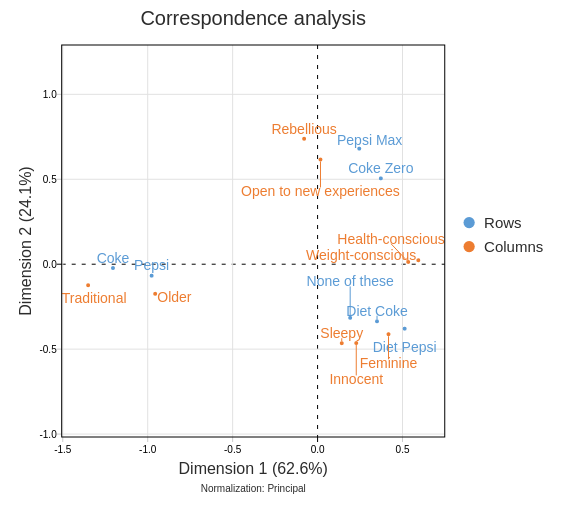 Correspondence analysis
1.0
Rebellious
Pepsi Max
Coke Zero
0.5
Open to new experiences
Rows
Health-conscious
Columns
Weight-conscious
Coke
Pepsi
0.0
None of these
Traditional
Older
Diet Coke
Sleepy
Diet Pepsi
-0.5
Feminine
Innocent
-1.0
-1.5 -1.0 -0.5 0.0 0.5
Dimension 2 (24.1%)
Dimension 1 (62.6%)
Normalization: Principal